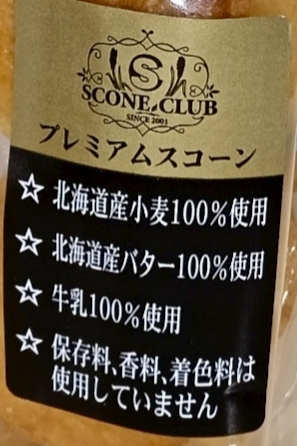 S
SCONE CLUB
SINCE 2001
プレミアムスコーン
☆ 北海道産小麦100%使用
☆ 北海道産バター100%使用
☆ 牛乳100%使用
☆ 保存料、香料、着色料は
使用していません